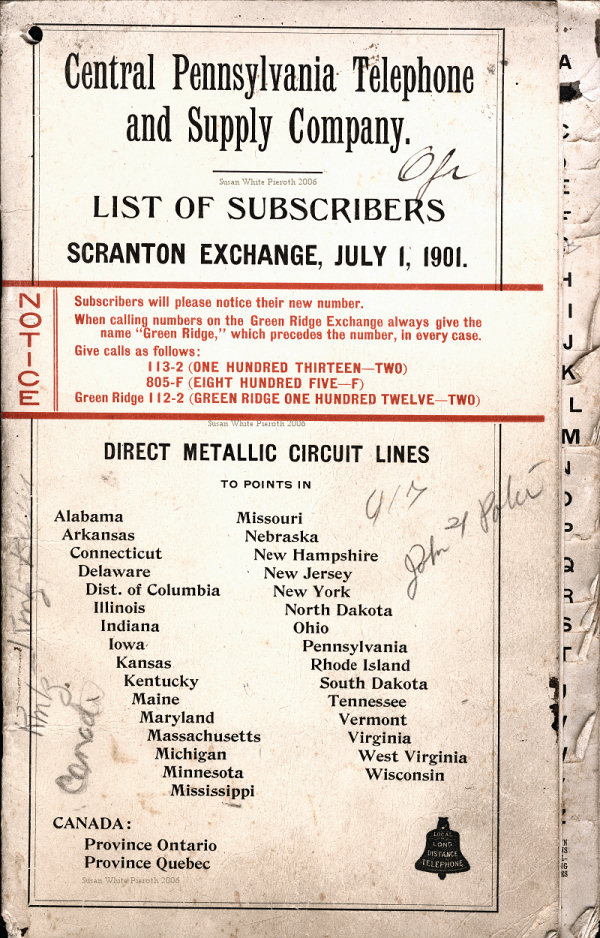 Central Pennsylvania Telephone
and Supply Company.
Susan White Pieroth 2006
LIST OF SUBSCRIBERS
SCRANTON EXCHANGE, JULY 1, 1901.
NOTICE
Subscribers will please notice their new number.
When calling numbers on the Green Ridge Exchange always give the
name "Green Ridge," which precedes the number, in every case.
Give calls as follows:
113-2 (ONE HUNDRED THIRTEEN—TWO)
805-F (EIGHT HUNDRED FIVE—F)
Green Ridge 112-2 (GREEN RIDGE ONE HUNDRED TWELVE—TWO)
Susan White Pieroth 2006
DIRECT METALLIC CIRCUIT LINES
TO POINTS IN
Alabama
Arkansas
Connecticut
Delaware
Dist. of Columbia
Illinois
Indiana
Iowa
Kansas
Kentucky
Maine
Maryland
Massachusetts
Michigan
Minnesota
Mississippi
Missouri
Nebraska
New Hampshire
New Jersey
New York
North Dakota
Ohio
Pennsylvania
Rhode Island
South Dakota
Tennessee
Vermont
Virginia
West Virginia
Wisconsin
CANADA:
Province Ontario
Province Quebec
Susan White Pieroth 2006
LOCAL
LONG
DISTANCE
TELEPHONE
417
John
Canada
A
E
F
H
I
J
K
L
M
P
Q
R
S
T